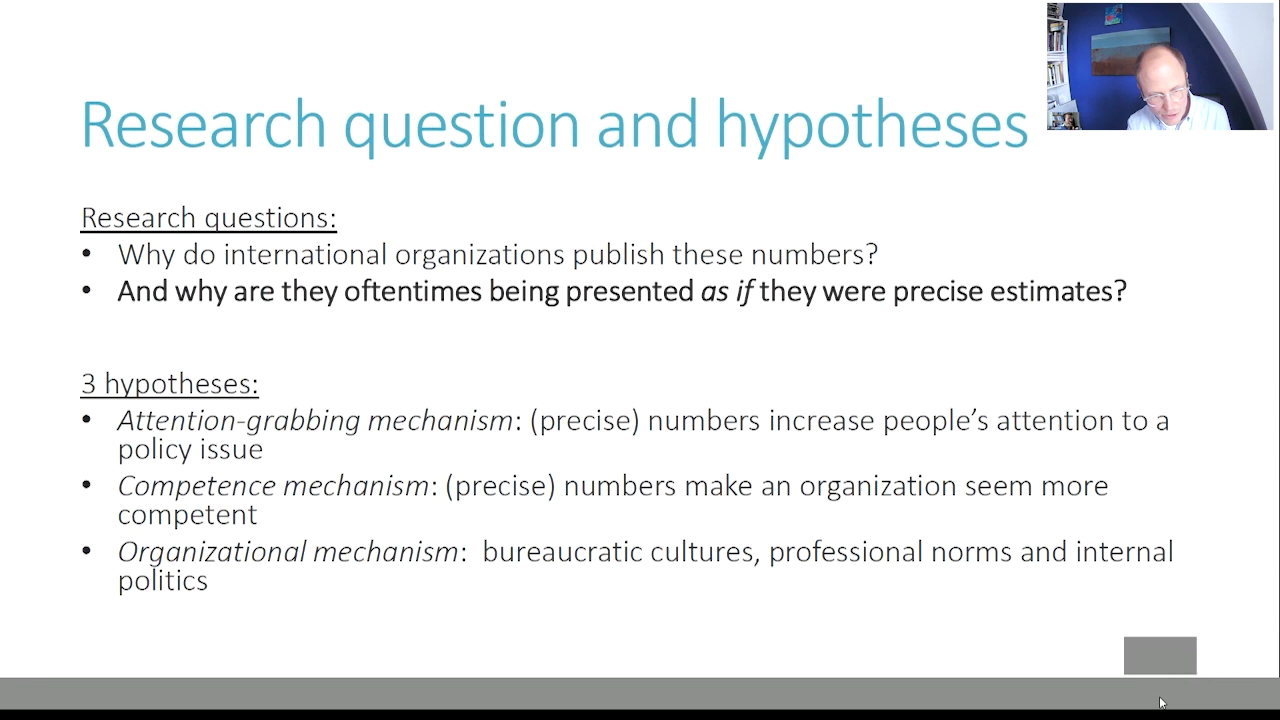 Research question and hypotheses
Research questions:
• Why do international organizations publish these numbers?
• And why are they oftentimes being presented as if they were precise estimates?
3 hypotheses:
• Attention-grabbing mechanism: (precise) numbers increase people’s attention to a
policy issue
• Competence mechanism: (precise) numbers make an organization seem more
competent
• Organizational mechanism:  bureaucratic cultures, professional norms and internal
politics